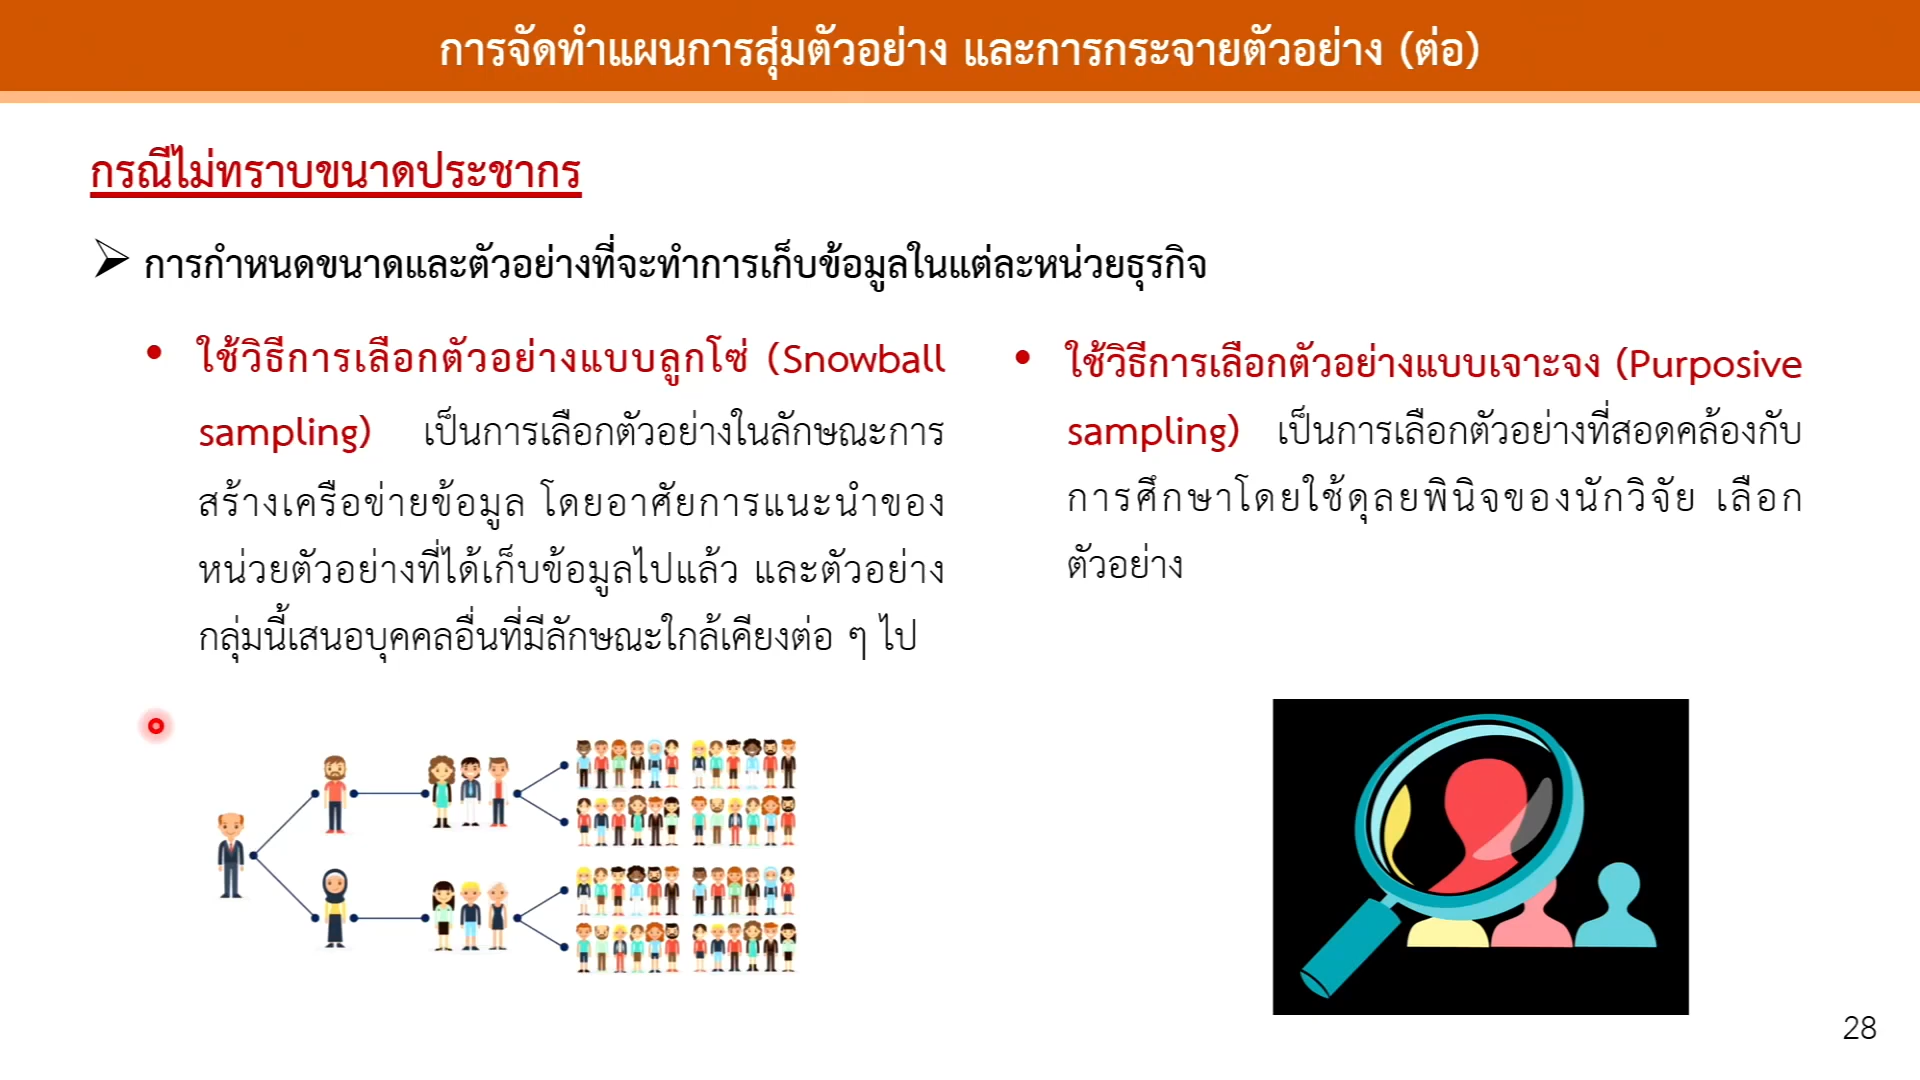 การจัดทำแผนการสุ่มตัวอย่าง และการกระจายตัวอย่าง (ต่อ)
กรณีไม่ทราบขนาดประชากร
➢ การกำหนดขนาดและตัวอย่างที่จะทำการเก็บข้อมูลในแต่ละหน่วยธุรกิจ
• ใช้วิธีการเลือกตัวอย่างแบบลูกโซ่ (Snowball
sampling) เป็นการเลือกตัวอย่างในลักษณะการ
สร้างเครือข่ายข้อมูล โดยอาศัยการแนะนำของ
หน่วยตัวอย่างที่ได้เก็บข้อมูลไปแล้ว และตัวอย่าง
กลุ่มนี้เสนอบุคคลอื่นที่มีลักษณะใกล้เคียงต่อ ๆ ไป
• ใช้วิธีการเลือกตัวอย่างแบบเจาะจง (Purposive
sampling) เป็นการเลือกตัวอย่างที่สอดคล้องกับ
การศึกษาโดยใช้ดุลยพินิจของนักวิจัย เลือก
ตัวอย่าง
28